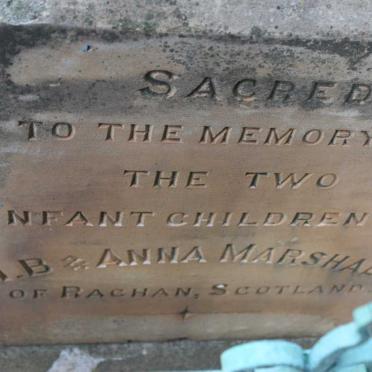 SACRED
TO THE MEMORY
THE TWO
NFANT CHILDREN
.B & ANNA MARSHA
OF RACHAN, SCOTLAND.